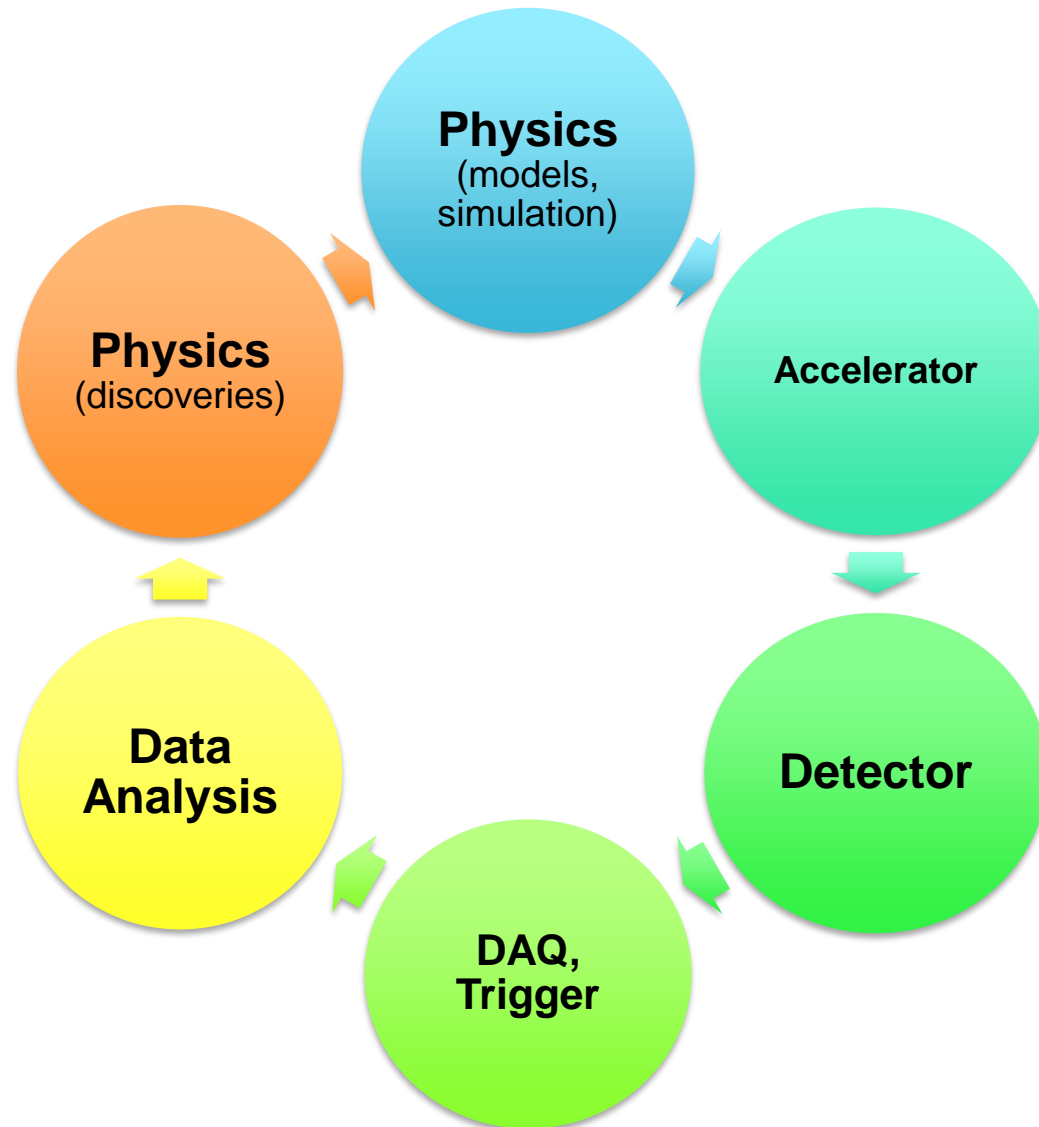 Physics
(models,
simulation)
Accelerator
Detector
DAQ,
Trigger
Data
Analysis
Physics
(discoveries)